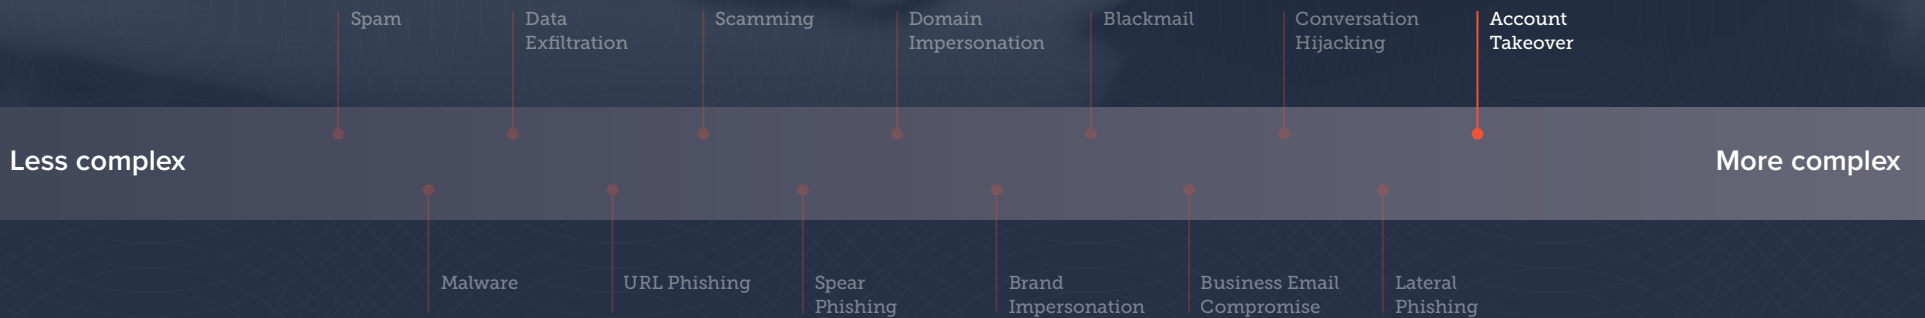 Spam
Data
Exfiltration
Scamming
Domain
Impersonation
Blackmail
Conversation
Hijacking
Account
Takeover
Less complex
More complex
Malware
URL Phishing
Spear
Phishing
Brand
Impersonation
Business Email
Compromise
Lateral
Phishing